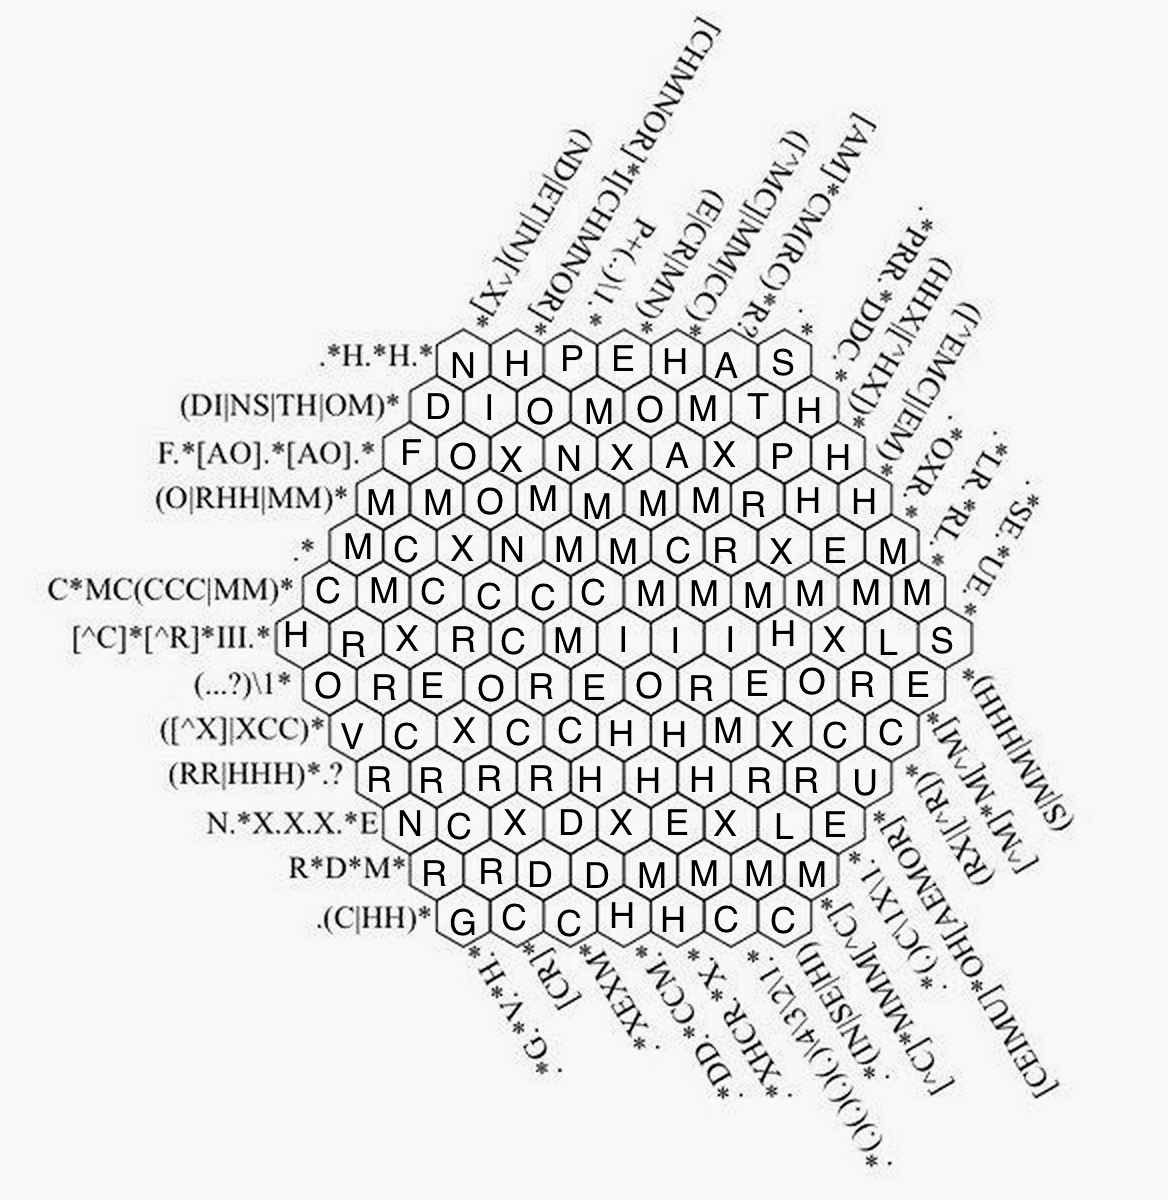 (ND|ET|IN)[^X]*
[CHMNOR]*I[CHMNOR]*
P+(..)\1.*
(E|CR|MN)*
([^MC]|MM|CC)*
[AM]*CM(RC)*R?
.*
.*PRR.*DDC.*
(HHX|[^HX])*
([^EMC]|EM)*
.*OXR.*
.*LR.*RL.*
.*SE.*UE.*
.*H.*H.* N H P E H A S
(DI|NS|TH|OM)* D I O M O M T H
F.*[AO].*[AO].* F O X N X A X P H
(O|RHH|MM)* M M O M M M M R H H
.* M C X N M M C R X E M
C*MC(CCC|MM)* C M C C C C M M M M M M
[^C]*[^R]*III.* H R X R C M I I I H X L S
(...?)\1* O R E O R E O R E O R E
([^X]|XCC)* V C X C C H H M X C C
(RR|HHH)*.? R R R R H H H R R U
N.*X.X.X.*E N C X D X E X L E
R*D*M* R R D D M M M M
.(C|HH)* G C C H H C C
.*G.*V.*H.*
[CR]*
.*XEXM*
.*DD.*CCM.*
.*XHCR.*X.*
.*(.)(.)(.)(.)\4\3\2\1.*
.*(IN|SE|HI)
[^C]*MMM[^C]*
.*(.)C\1X\1.*
[CEIMU]*OH[AEMOR]*
(RX|[^R])*
[^M]*M[^M]*
(S|MM|HHH)*